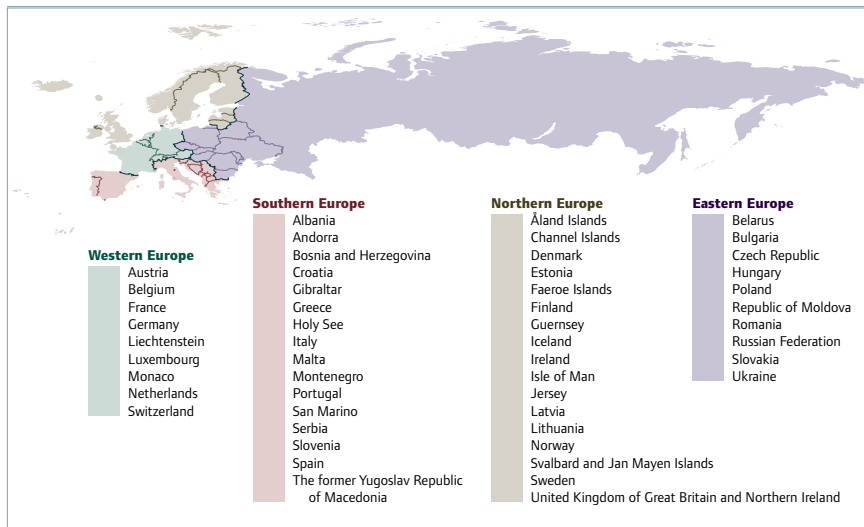 Western Europe
Austria
Belgium
France
Germany
Liechtenstein
Luxembourg
Monaco
Netherlands
Switzerland
Southern Europe
Albania
Andorra
Bosnia and Herzegovina
Croatia
Gibraltar
Greece
Holy See
Italy
Malta
Montenegro
Portugal
San Marino
Serbia
Slovenia
Spain
The former Yugoslav Republic
of Macedonia
Northern Europe
Åland Islands
Channel Islands
Denmark
Estonia
Faeroe Islands
Finland
Guernsey
Iceland
Ireland
Isle of Man
Jersey
Latvia
Lithuania
Norway
Svalbard and Jan Mayen Islands
Sweden
United Kingdom of Great Britain and Northern Ireland
Eastern Europe
Belarus
Bulgaria
Czech Republic
Hungary
Poland
Republic of Moldova
Romania
Russian Federation
Slovakia
Ukraine